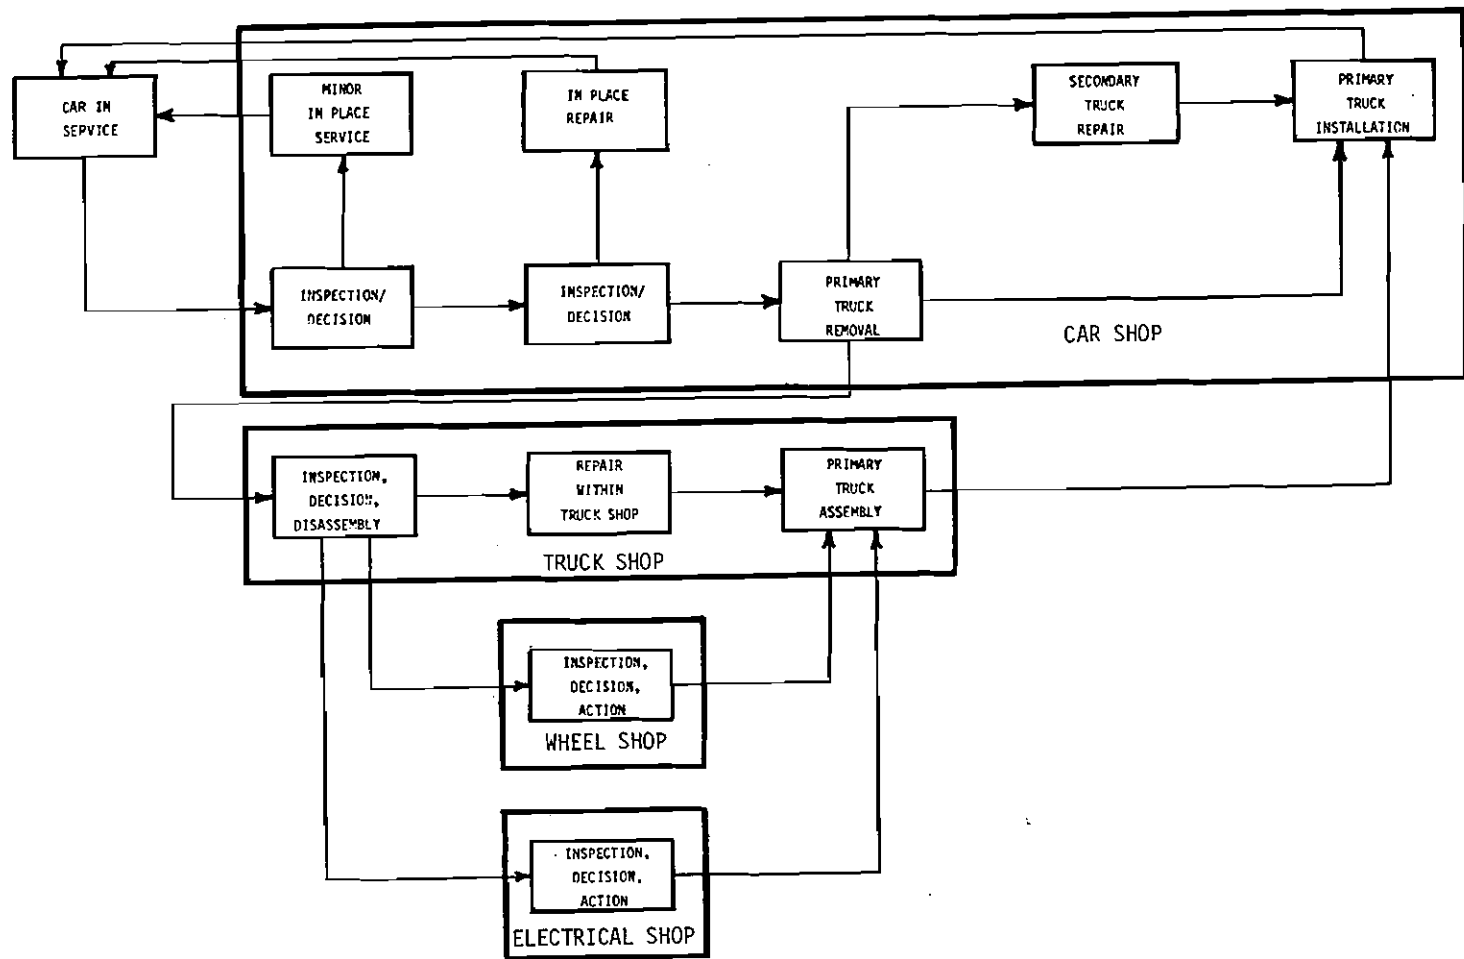 CAR IN
SERVICE
MINOR
IN PLACE
SERVICE
IN PLACE
REPAIR
SECONDARY
TRUCK
REPAIR
PRIMARY
TRUCK
INSTALLATION
INSPECTION/
DECISION
INSPECTION/
DECISION
PRIMARY
TRUCK
REMOVAL
CAR SHOP
INSPECTION,
DECISION,
DISASSEMBLY
REPAIR
WITHIN
TRUCK SHOP
PRIMARY
TRUCK
ASSEMBLY
TRUCK SHOP
INSPECTION,
DECISION,
ACTION
WHEEL SHOP
INSPECTION,
DECISION,
ACTION
ELECTRICAL SHOP